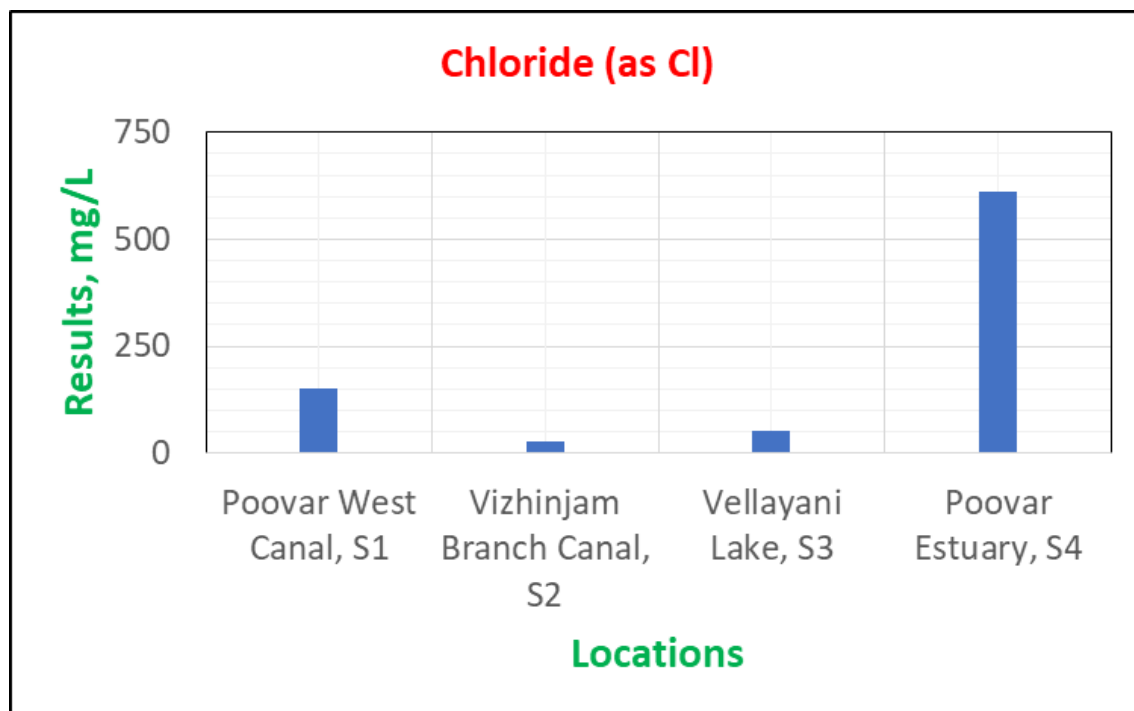 Chloride (as Cl)
Results, mg/L
750
500
250
0
Poovar West
Canal, S1
Vizhinjam
Branch Canal,
S2
Vellayani
Lake, S3
Poovar
Estuary, S4
Locations